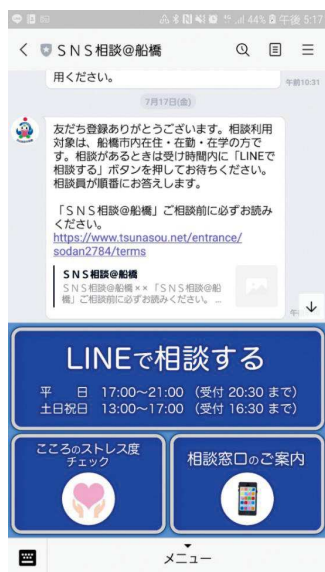 44% 午後 5:17
SNS相談@船橋
用ください。
午前10:31
7月17日(金)
友だち登録ありがとうございます。相談利用
対象は、船橋市内在住・在勤・在学の方で
す。相談があるときは受け時間内に「LINEで
相談する」ボタンを押してお待ちください。
相談員が順番にお答えします。
「SNS相談@船橋」ご相談前に必ずお読み
ください。
https://www.tsunasou.net/entrance/
sodan2784/terms
SNS相談@船橋
SNS相談@船橋××「SNS相談@船
橋」ご相談前に必ずお読みください。 ...
LINEで相談する
平 日 17:00~21:00 (受付 20:30 まで)
土日祝日 13:00~17:00 (受付 16:30 まで)
こころのストレス度
チェック
相談窓口のご案内
メニュー